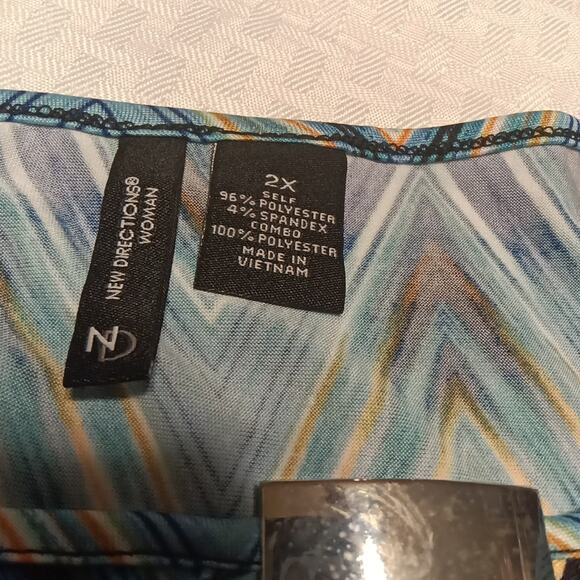 NEW DIRECTIONS®
WOMAN
ND
2X
SELF
96% POLYESTER
4% SPANDEX
COMBO
100% POLYESTER
MADE IN
VIETNAM